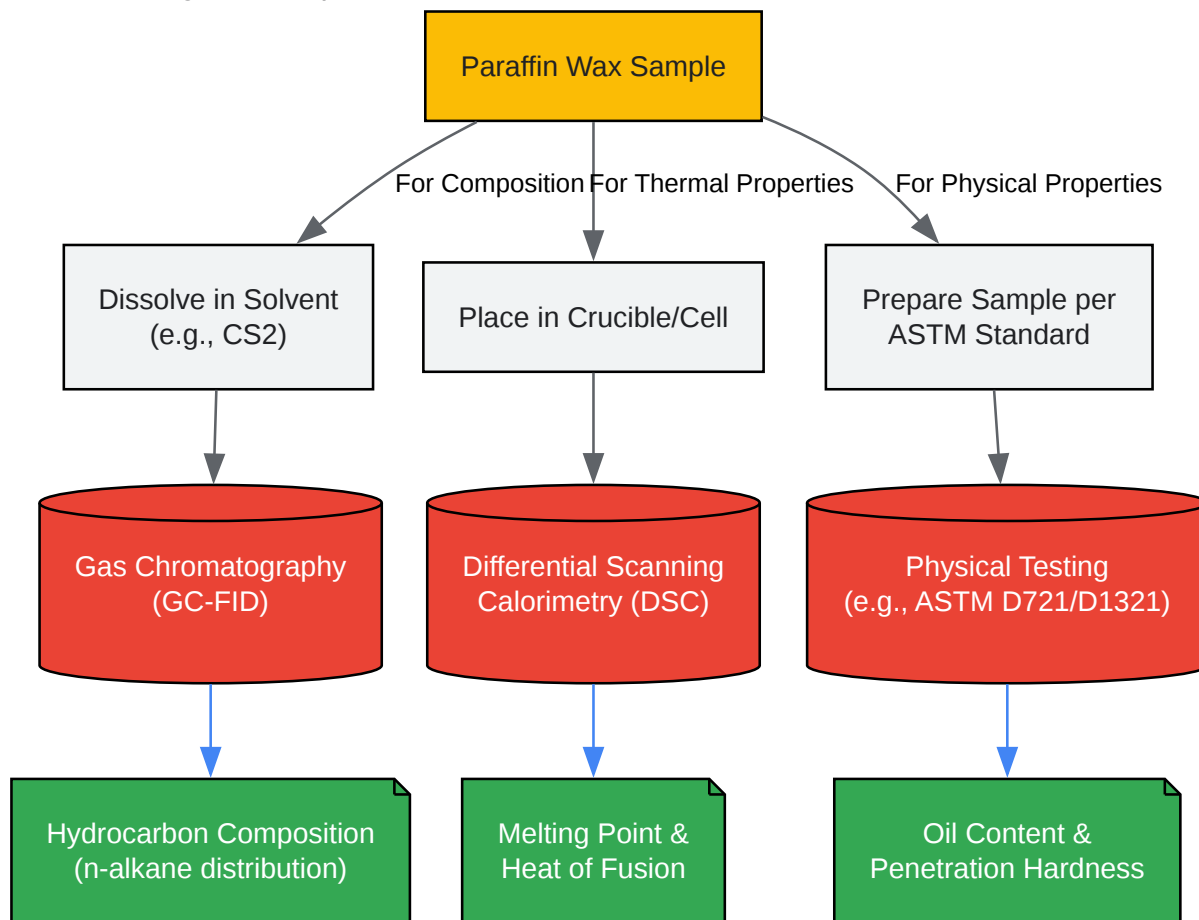 Paraffin Wax Sample
For Composition
For Thermal Properties
For Physical Properties
Dissolve in Solvent
(e.g., CS2)
Place in Crucible/Cell
Prepare Sample per
ASTM Standard
Gas Chromatography
(GC-FID)
Differential Scanning
Calorimetry (DSC)
Physical Testing
(e.g., ASTM D721/D1321)
Hydrocarbon Composition
(n-alkane distribution)
Melting Point &
Heat of Fusion
Oil Content &
Penetration Hardness